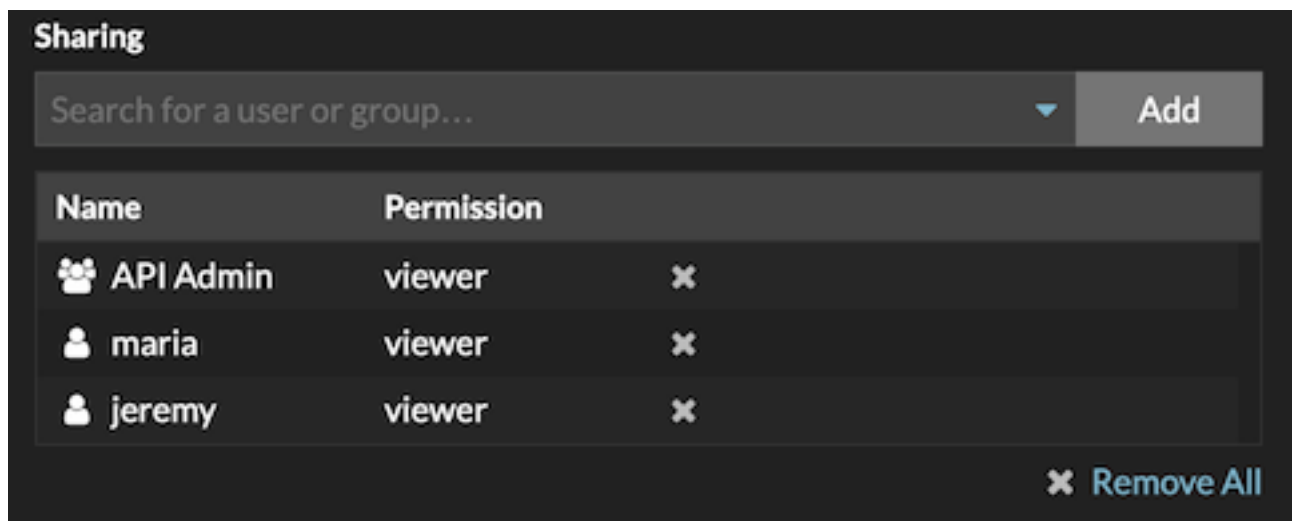 Sharing
Search for a user or group... Add
Name Permission
API Admin viewer
maria viewer
jeremy viewer
Remove All